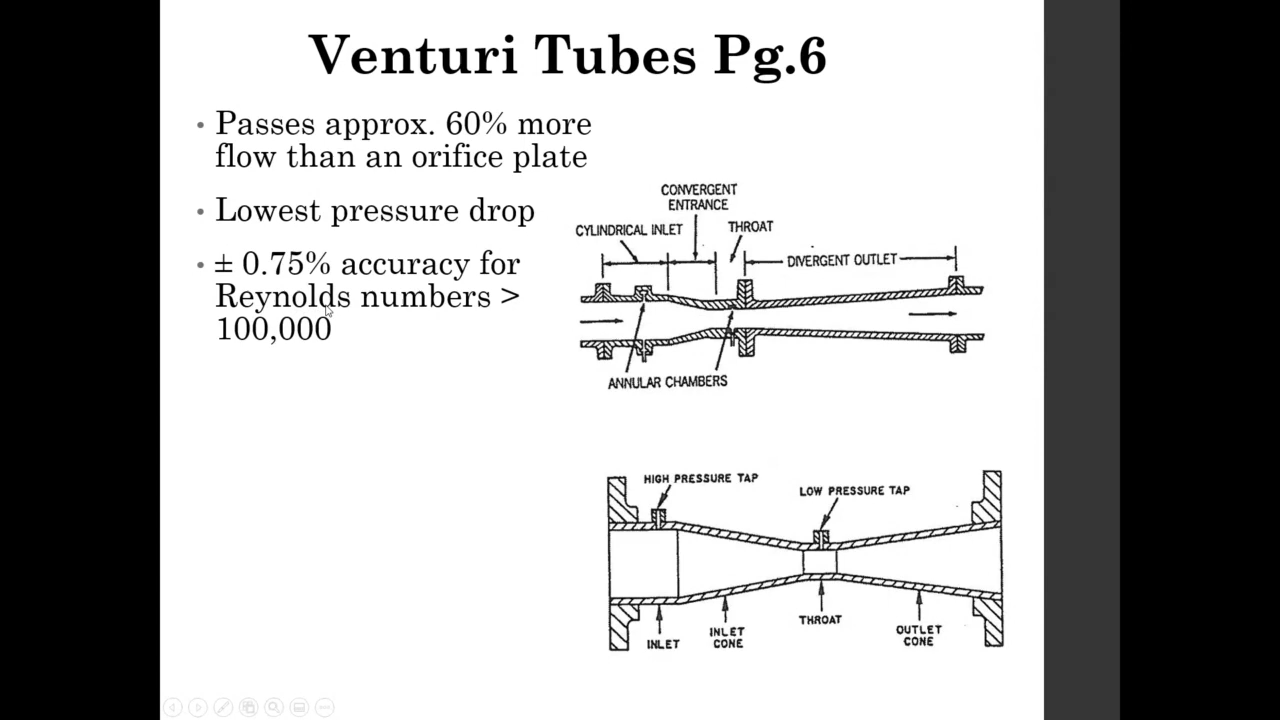 Venturi Tubes Pg.6
• Passes approx. 60% more
flow than an orifice plate
• Lowest pressure drop
• ± 0.75% accuracy for
Reynolds numbers >
100,000
CONVERGENT
ENTRANCE
CYLINDRICAL INLET
THROAT
DIVERGENT OUTLET
ANNULAR CHAMBERS
HIGH PRESSURE TAP
LOW PRESSURE TAP
INLET
INLET
CONE
THROAT
OUTLET
CONE